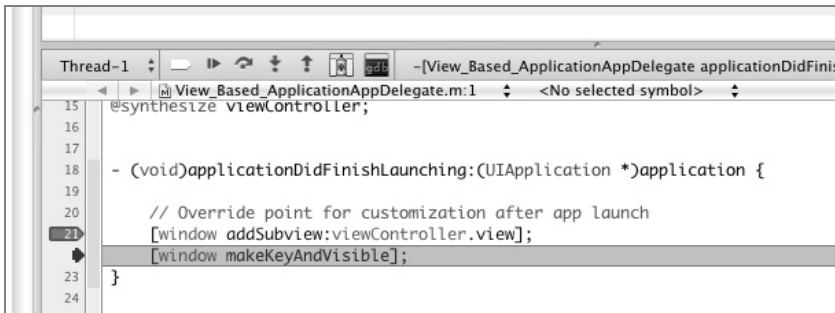 Thread-1 gdb -[View_Based_ApplicationAppDelegate applicationDidFinis
View_Based_ApplicationAppDelegate.m:1 <No selected symbol>
15 @synthesize viewController;
16
17
18 - (void)applicationDidFinishLaunching:(UIApplication *)application {
19
20 // Override point for customization after app launch
21 [window addSubview:viewController.view];
[window makeKeyAndVisible];
23 }
24